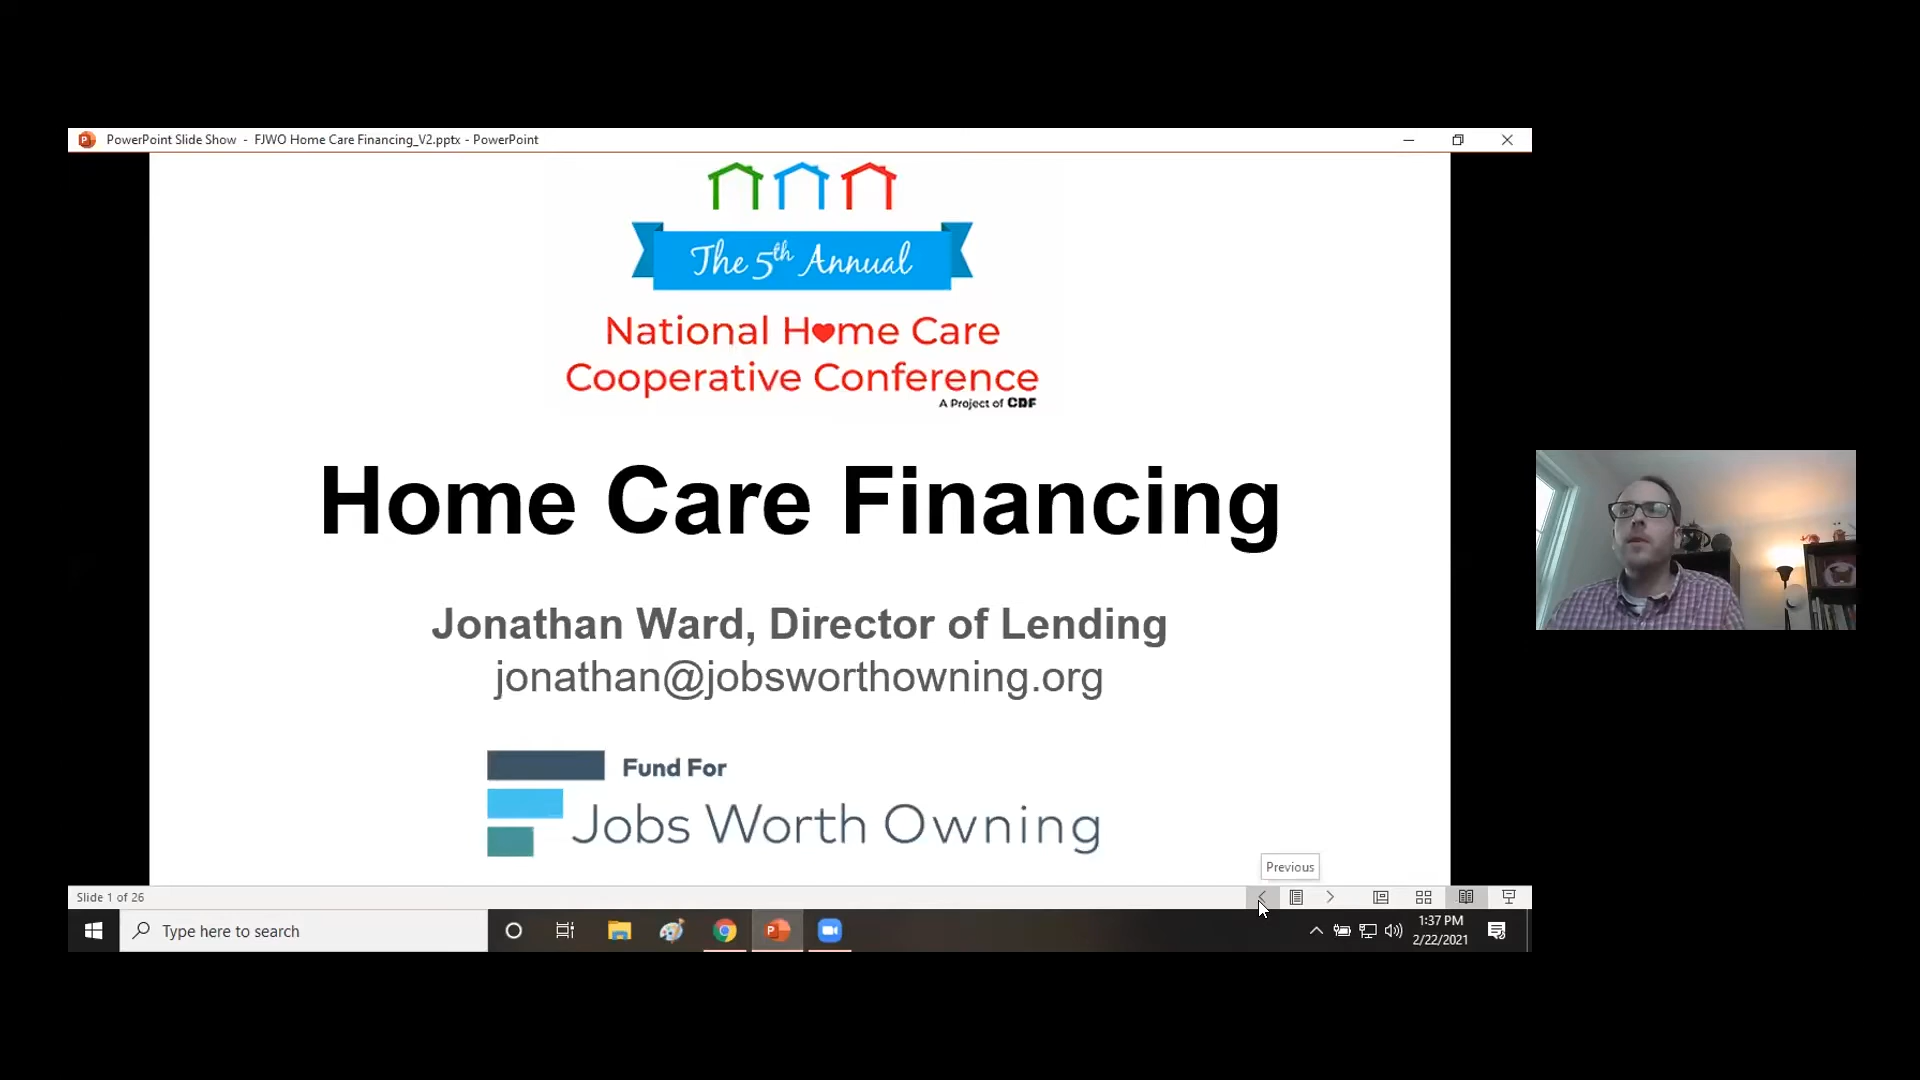 PowerPoint Slide Show - FJWO Home Care Financing_V2.pptx - PowerPoint
The 5th Annual
National Home Care
Cooperative Conference
A Project of CDF
Home Care Financing
Jonathan Ward, Director of Lending
jonathan@jobsworthowning.org
Fund For
Jobs Worth Owning
Previous
Slide 1 of 26
Type here to search
1:37 PM
2/22/2021